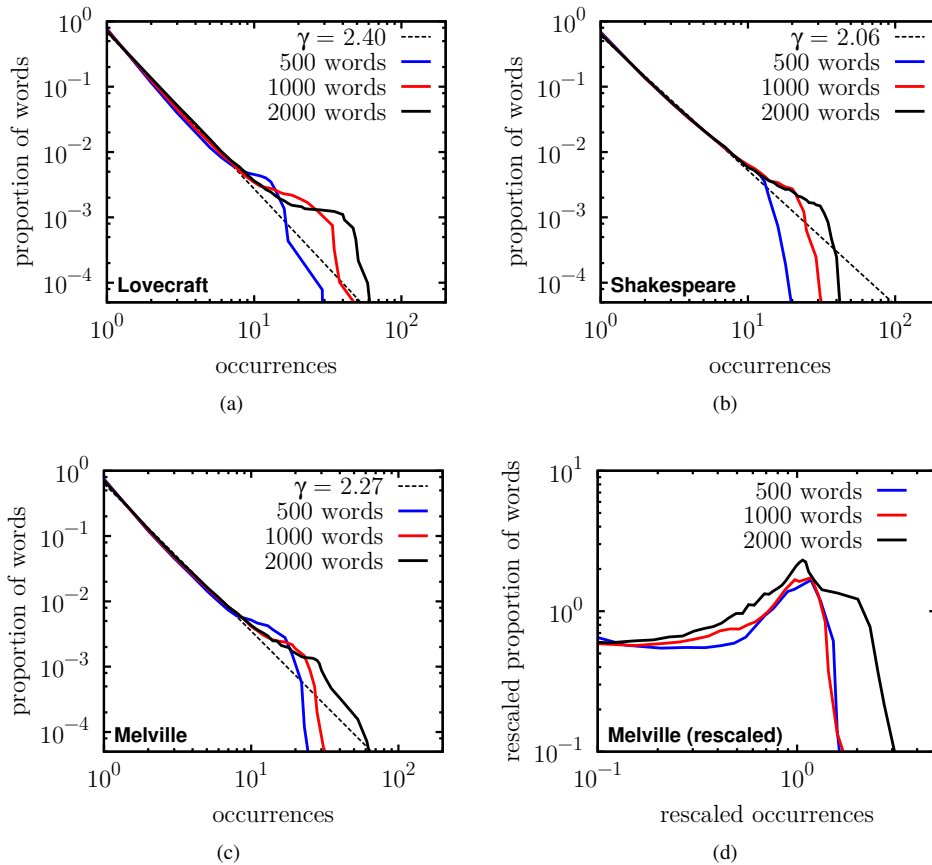 10^0
10^-1
10^-2
10^-3
10^-4
10^0 10^1 10^2
proportion of words
occurrences
γ = 2.40
500 words
1000 words
2000 words
Lovecraft
(a)
10^0
10^-1
10^-2
10^-3
10^-4
10^0 10^1 10^2
proportion of words
occurrences
γ = 2.06
500 words
1000 words
2000 words
Shakespeare
(b)
10^0
10^-1
10^-2
10^-3
10^-4
10^0 10^1 10^2
proportion of words
occurrences
γ = 2.27
500 words
1000 words
2000 words
Melville
(c)
10^1
10^0
10^-1
10^-1 10^0
rescaled proportion of words
rescaled occurrences
500 words
1000 words
2000 words
Melville (rescaled)
(d)